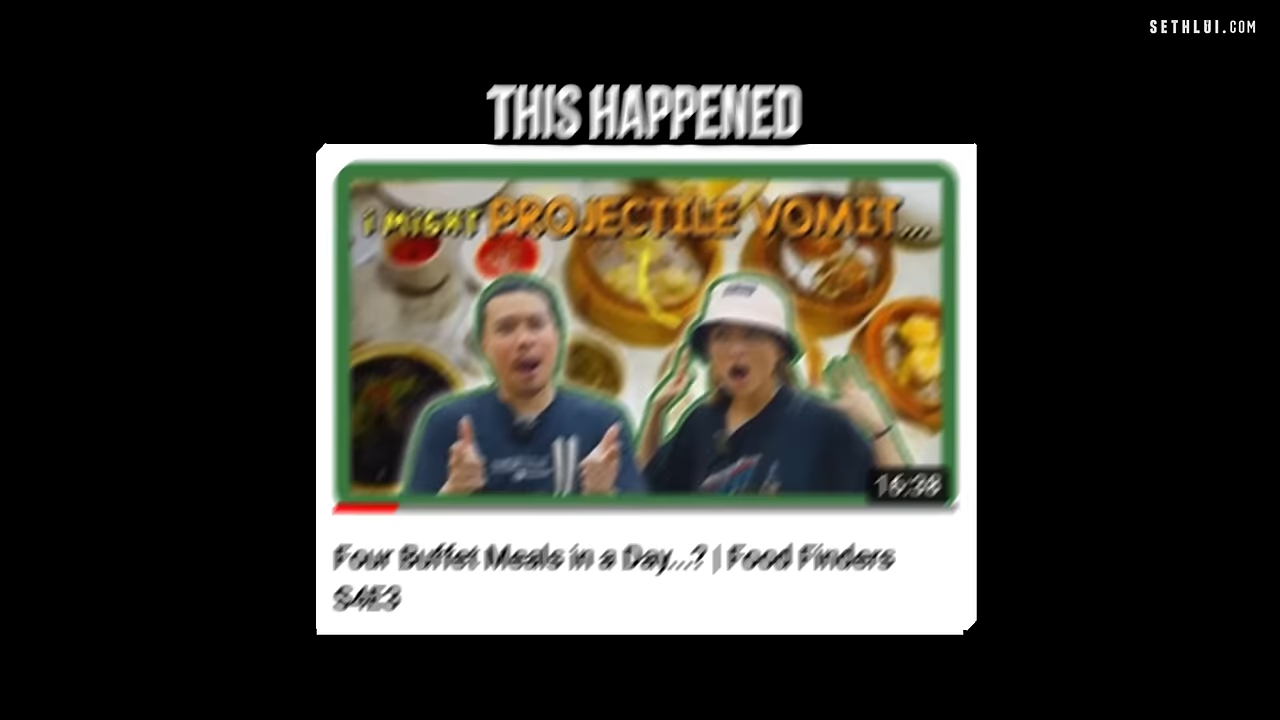 SETHLUI.COM
THIS HAPPENED
i MiGHT PROJECTILE VOMIT...
16:38
Four Buffet Meals in a Day...? | Food Finders
S4E3